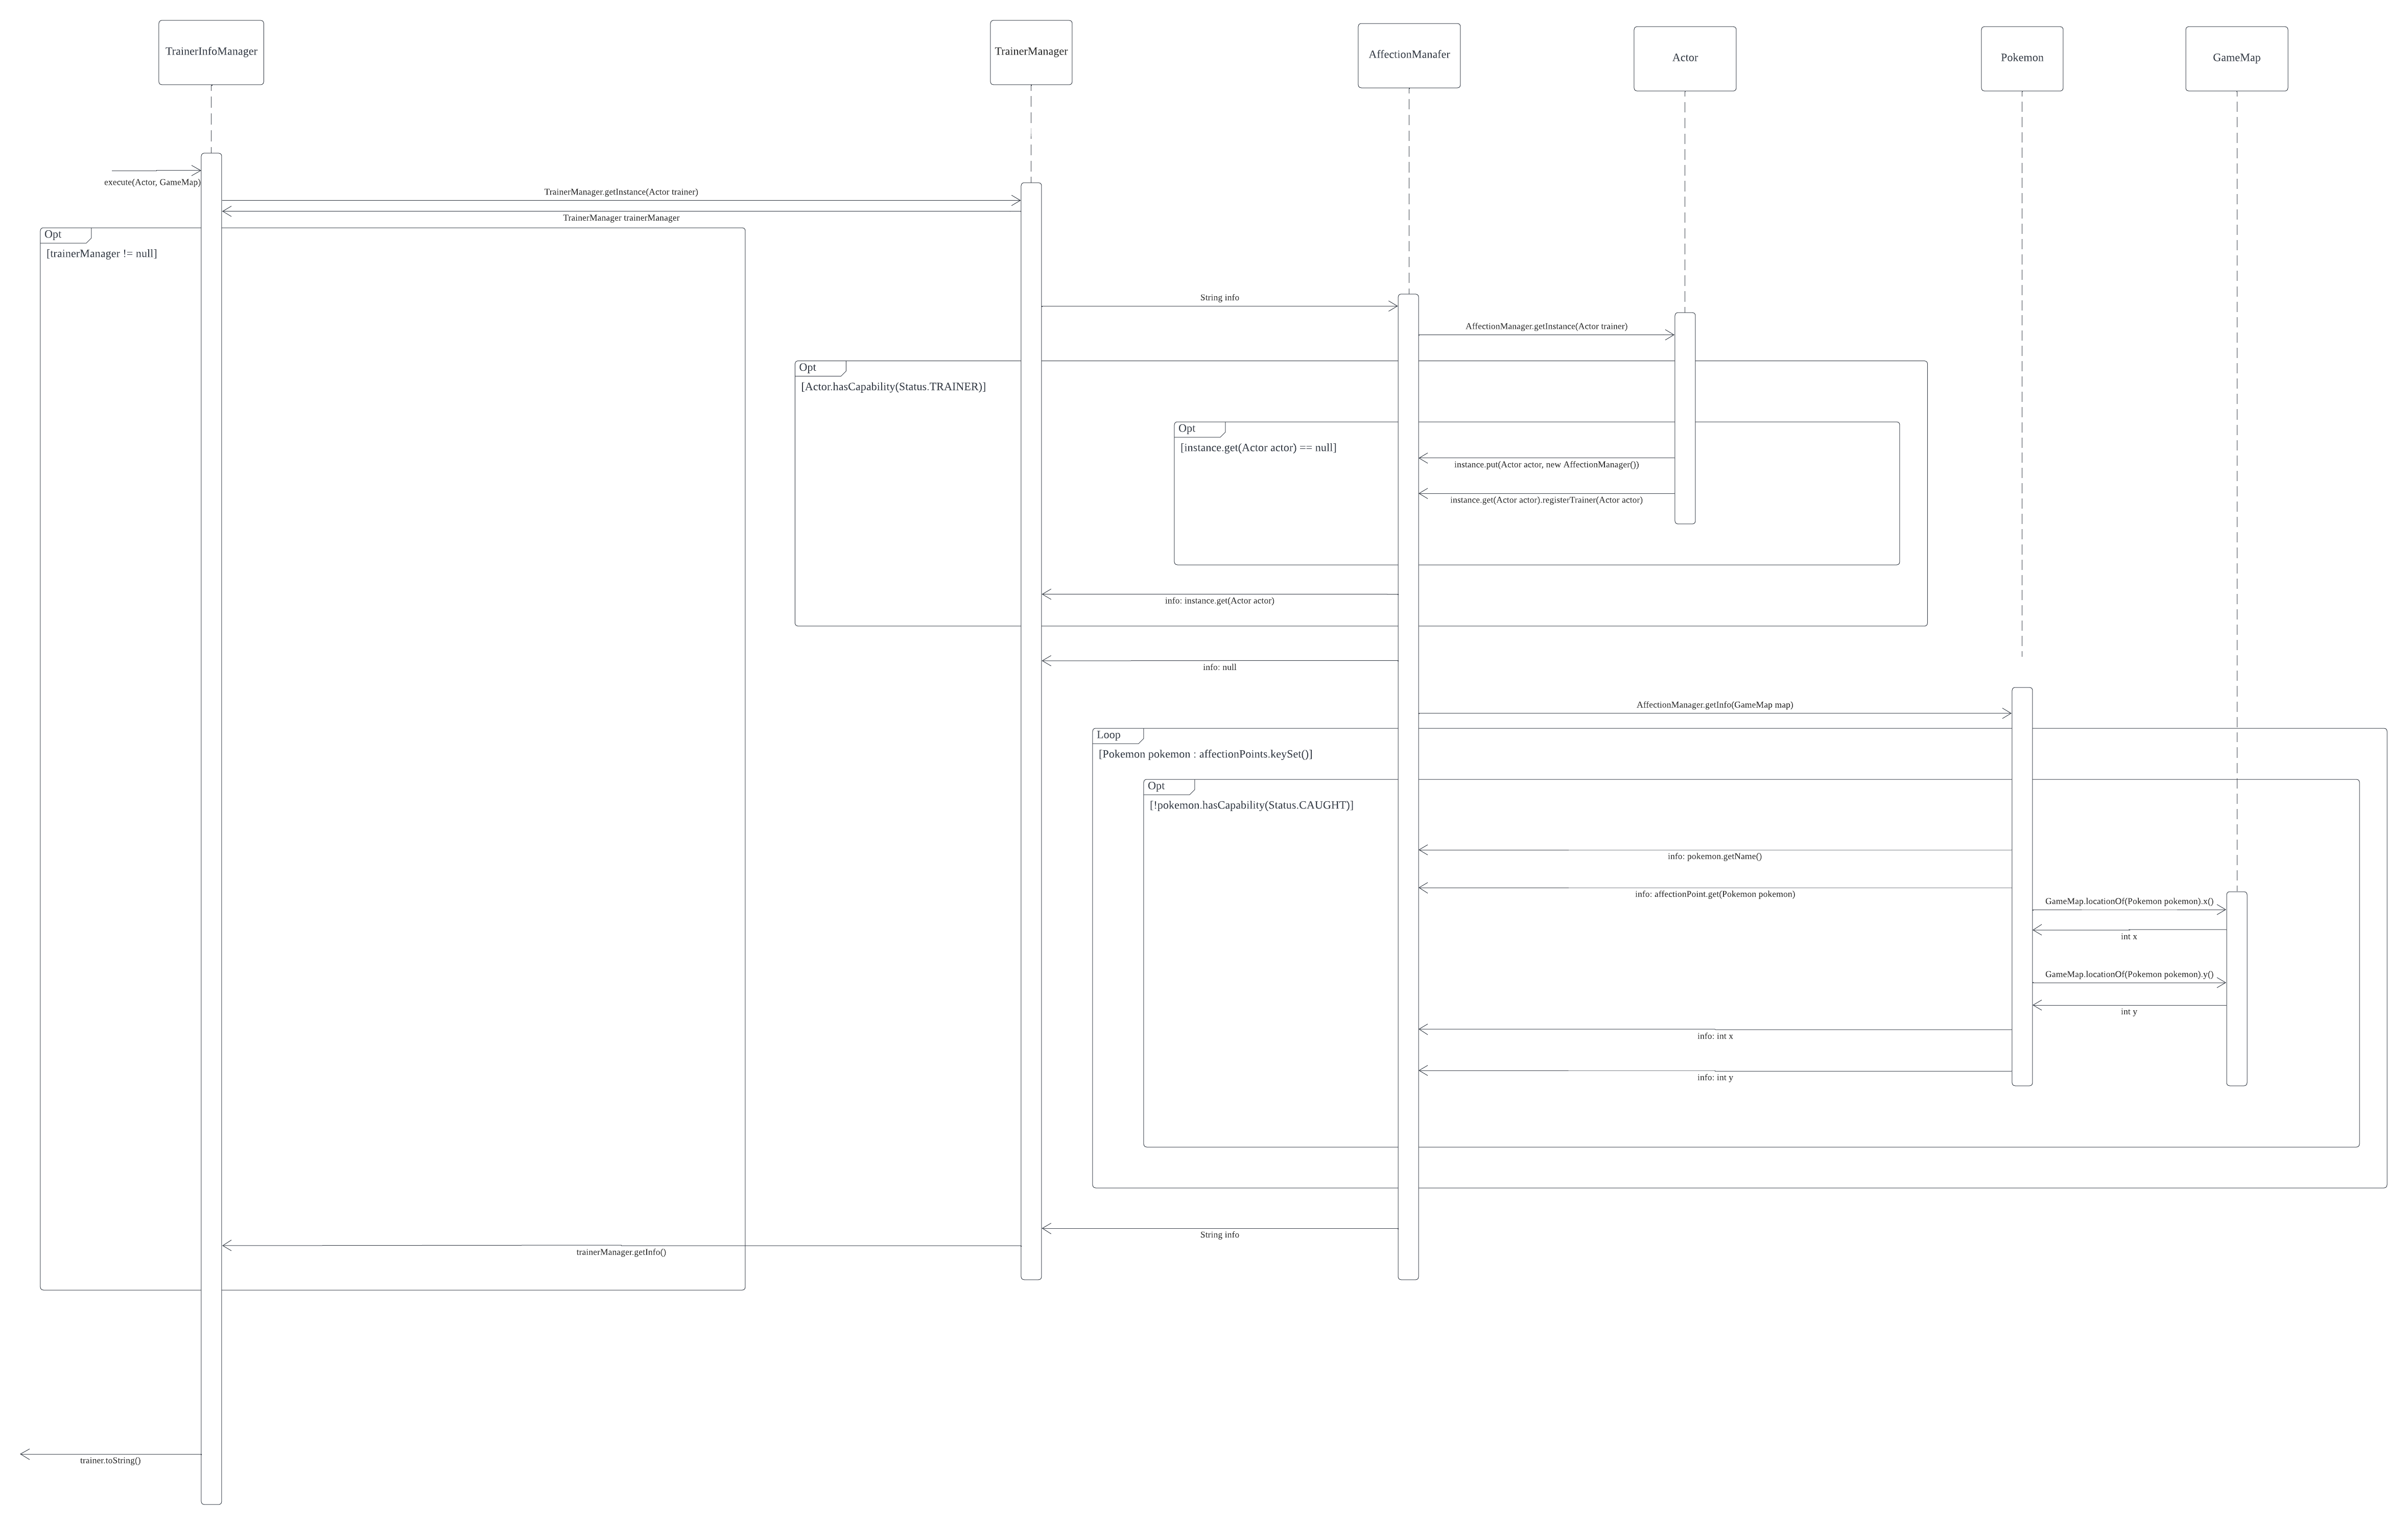 TrainerInfoManager
TrainerManager
AffectionManafer
Actor
Pokemon
GameMap
execute(Actor, GameMap)
TrainerManager.getInstance(Actor trainer)
TrainerManager trainerManager
Opt
[trainerManager != null]
String info
AffectionManager.getInstance(Actor trainer)
Opt
[Actor.hasCapability(Status.TRAINER)]
Opt
[instance.get(Actor actor) == null]
instance.put(Actor actor, new AffectionManager())
instance.get(Actor actor).registerTrainer(Actor actor)
info: instance.get(Actor actor)
info: null
AffectionManager.getInfo(GameMap map)
Loop
[Pokemon pokemon : affectionPoints.keySet()]
Opt
[!pokemon.hasCapability(Status.CAUGHT)]
info: pokemon.getName()
info: affectionPoint.get(Pokemon pokemon)
GameMap.locationOf(Pokemon pokemon).x()
int x
GameMap.locationOf(Pokemon pokemon).y()
int y
info: int x
info: int y
String info
trainerManager.getInfo()
trainer.toString()